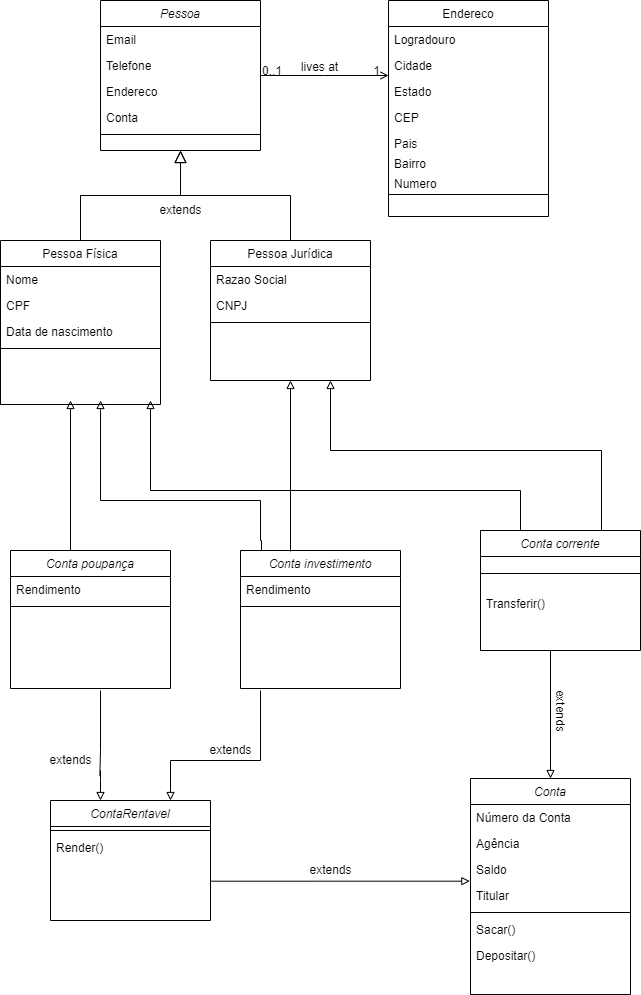 Pessoa
Email
Telefone
Endereco
Conta
Endereco
Logradouro
Cidade
Estado
CEP
Pais
Bairro
Numero
0..1
lives at
1
extends
Pessoa Física
Nome
CPF
Data de nascimento
Pessoa Jurídica
Razao Social
CNPJ
Conta poupança
Rendimento
Conta investimento
Rendimento
Conta corrente
Transferir()
extends
extends
extends
ContaRentavel
Render()
extends
Conta
Número da Conta
Agência
Saldo
Titular
Sacar()
Depositar()